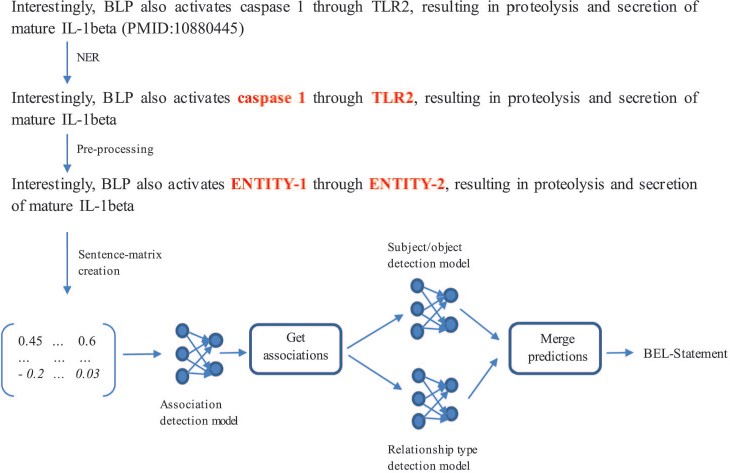 Interestingly, BLP also activates caspase 1 through TLR2, resulting in proteolysis and secretion of
mature IL-1beta (PMID:10880445)
NER
Interestingly, BLP also activates caspase 1 through TLR2, resulting in proteolysis and secretion of
mature IL-1beta
Pre-processing
Interestingly, BLP also activates ENTITY-1 through ENTITY-2, resulting in proteolysis and secretion
of mature IL-1beta
Sentence-matrix
creation
Subject/object
detection model
0.45 ... 0.6
... ... ...
- 0.2 ... 0.03
Association
detection model
Get
associations
Merge
predictions
BEL-Statement
Relationship type
detection model